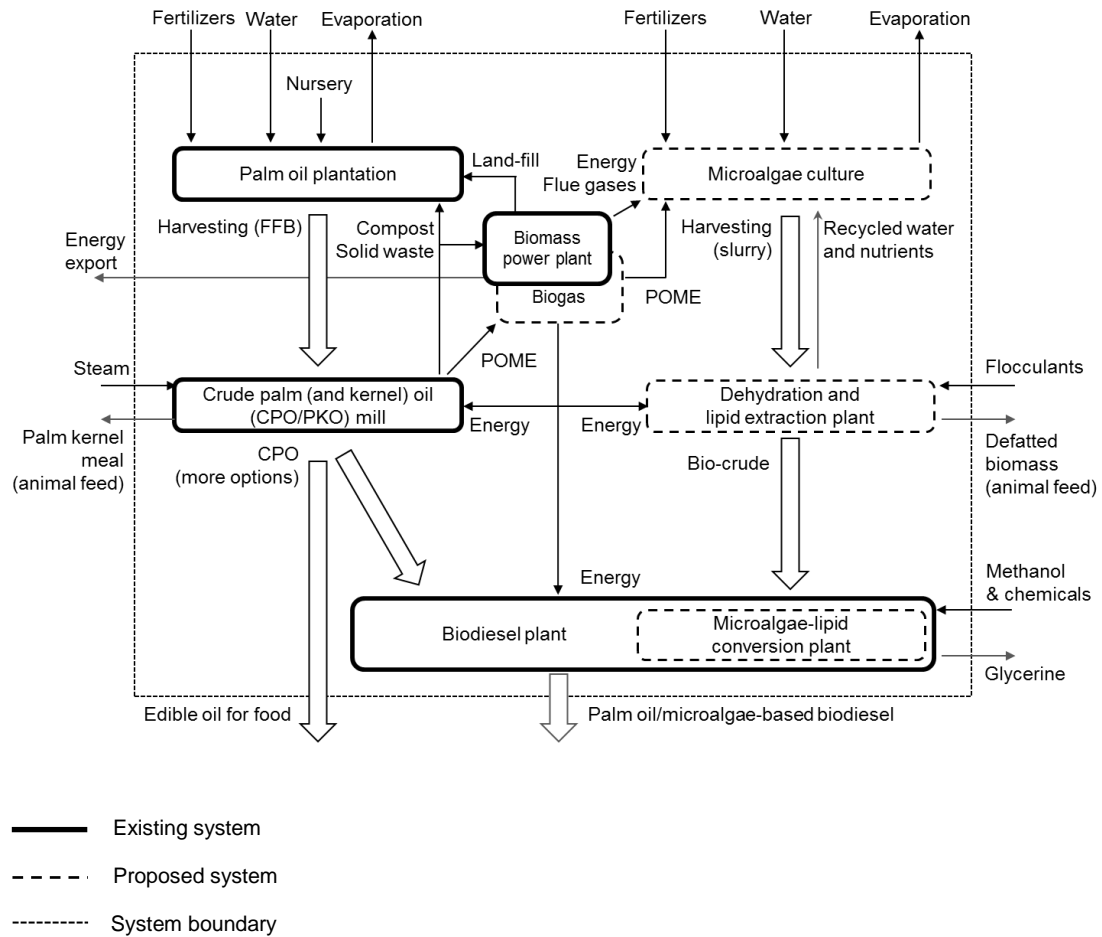 Fertilizers
Water
Evaporation
Fertilizers
Water
Evaporation
Nursery
Palm oil plantation
Land-fill
Energy
Flue gases
Microalgae culture
Harvesting (FFB)
Compost
Solid waste
Biomass
power plant
Harvesting
(slurry)
Recycled water
and nutrients
Energy
export
Biogas
POME
POME
Steam
Crude palm (and kernel) oil
(CPO/PKO) mill
Energy
Energy
Dehydration and
lipid extraction plant
Flocculants
Palm kernel
meal
(animal feed)
CPO
(more options)
Bio-crude
Defatted
biomass
(animal feed)
Energy
Methanol
& chemicals
Biodiesel plant
Microalgae-lipid
conversion plant
Glycerine
Edible oil for food
Palm oil/microalgae-based biodiesel
Existing system
Proposed system
System boundary